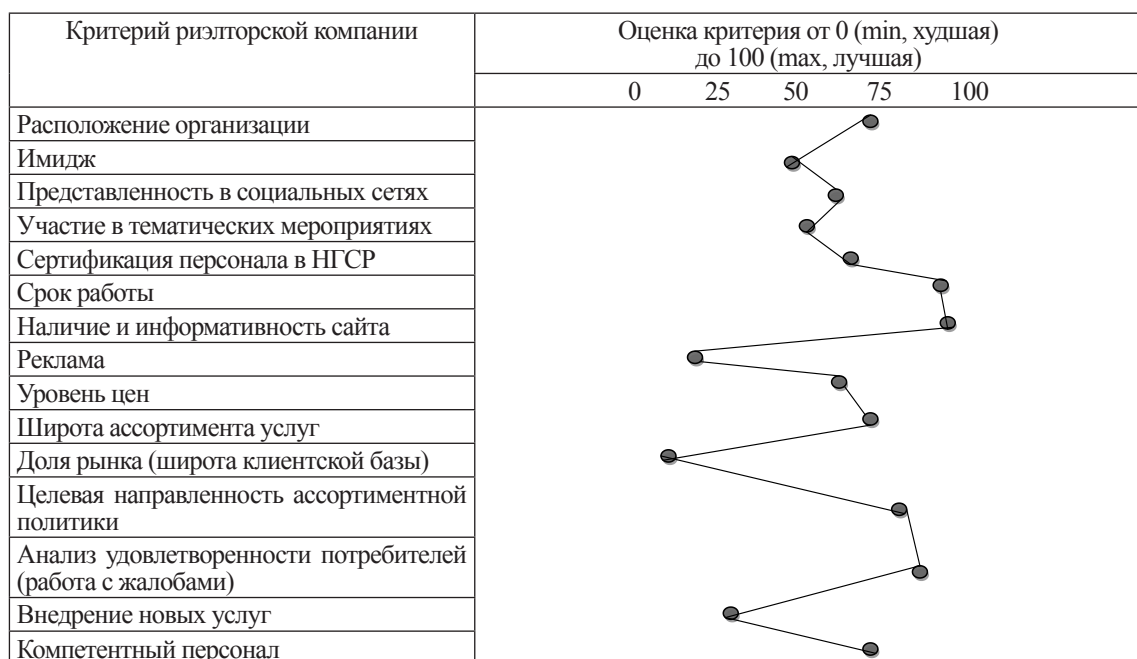 Критерий риэлторской компании
Оценка критерия от 0 (min, худшая)
до 100 (max, лучшая)
0 25 50 75 100
Расположение организации
Имидж
Представленность в социальных сетях
Участие в тематических мероприятиях
Сертификация персонала в НГСР
Срок работы
Наличие и информативность сайта
Реклама
Уровень цен
Широта ассортимента услуг
Доля рынка (широта клиентской базы)
Целевая направленность ассортиментной
политики
Анализ удовлетворенности потребителей
(работа с жалобами)
Внедрение новых услуг
Компетентный персонал